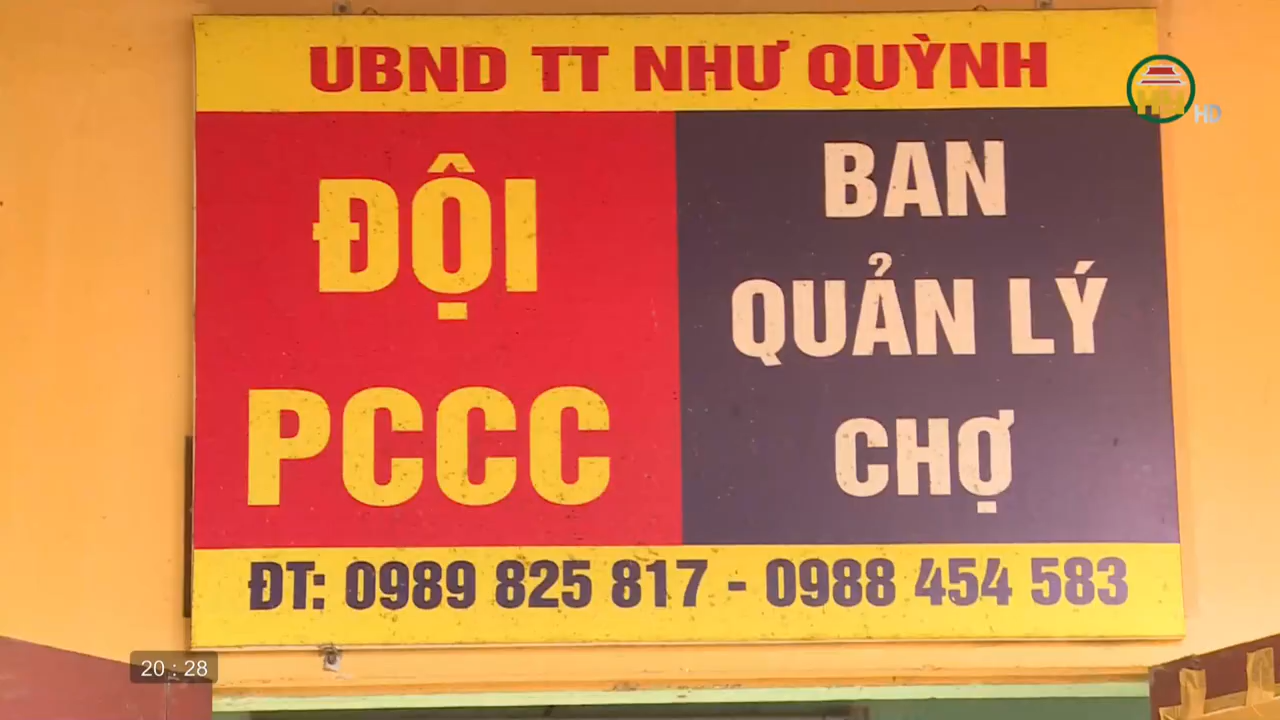 UBND TT NHƯ QUỲNH
ĐỘI
PCCC
BAN
QUẢN LÝ
CHỢ
ĐT: 0989 825 817 - 0988 454 583
HD
20 : 28